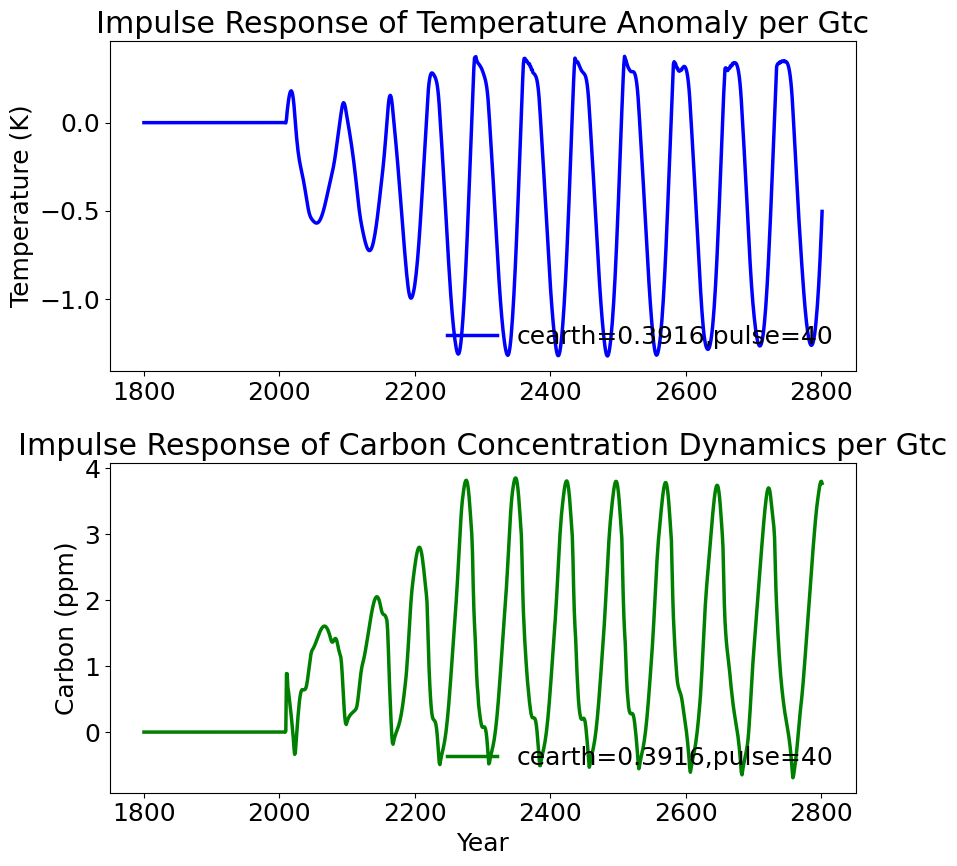 Impulse Response of Temperature Anomaly per Gtc
Temperature (K)
0.0
−0.5
−1.0
cearth=0.3916,pulse=40
1800 2000 2200 2400 2600 2800
Impulse Response of Carbon Concentration Dynamics per Gtc
Carbon (ppm)
4
3
2
1
0
cearth=0.3916,pulse=40
1800 2000 2200 2400 2600 2800
Year